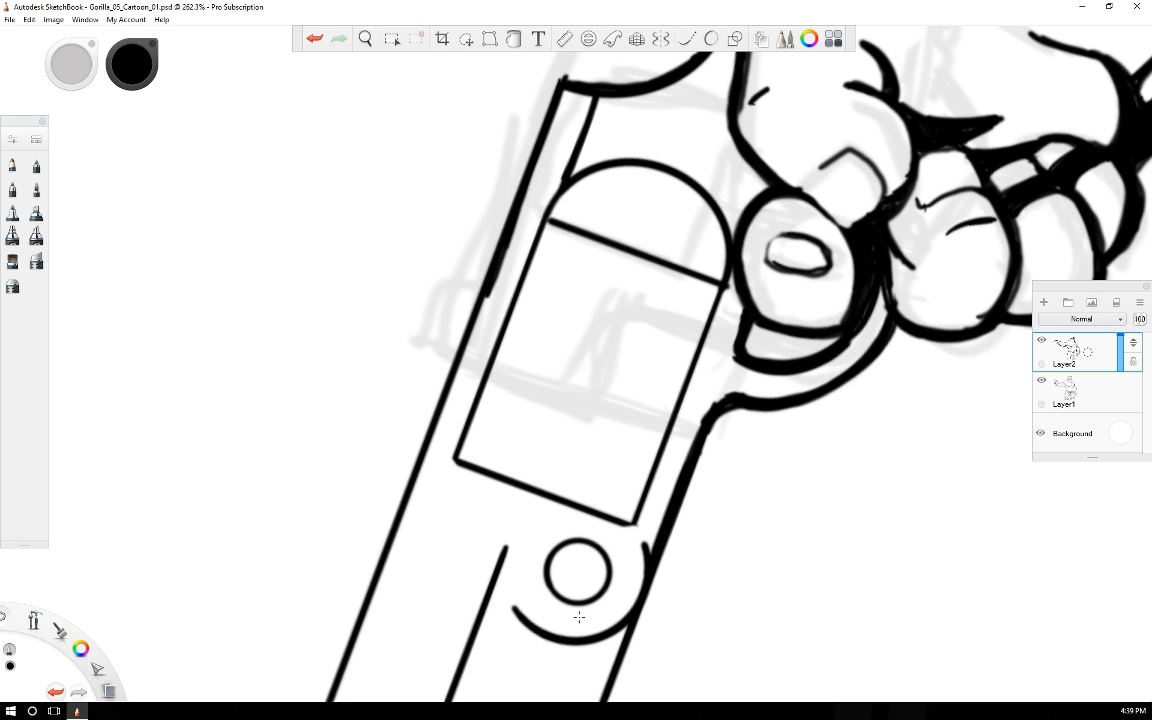 Autodesk SketchBook - Gorilla_05_Cartoon_01.psd @ 262.3% - Pro Subscription
File Edit Image Window My Account Help
T
Normal 100
Layer2
Layer1
Background
4:39 PM